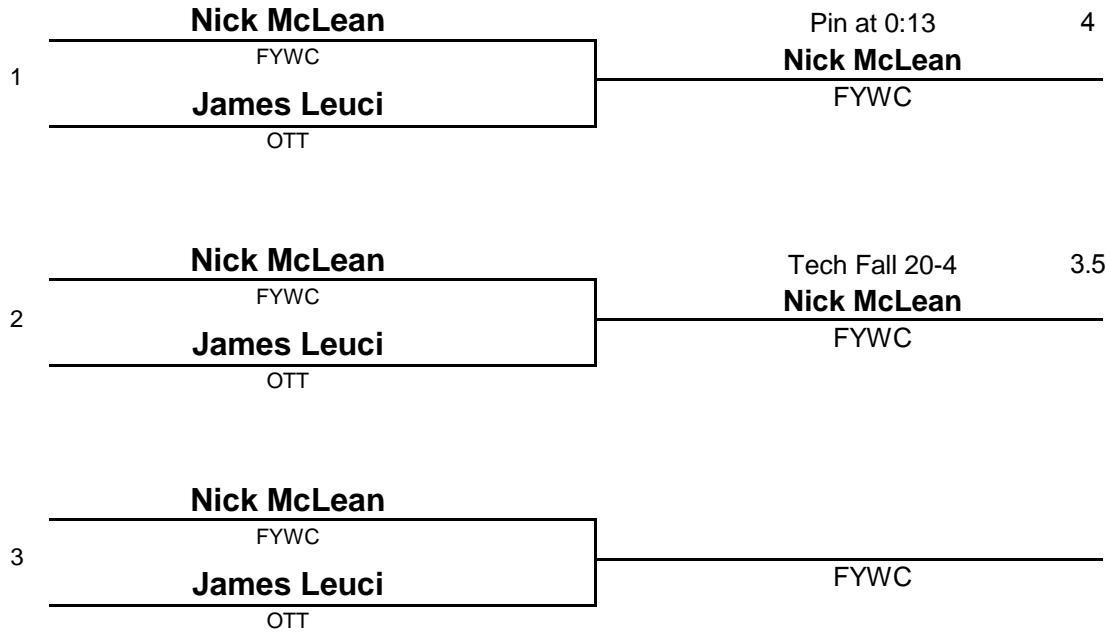 Nick McLean
Pin at 0:13 4
FYWC
Nick McLean
1
James Leuci
FYWC
OTT
Nick McLean
Tech Fall 20-4 3.5
FYWC
Nick McLean
2
James Leuci
FYWC
OTT
Nick McLean
FYWC
3
James Leuci
FYWC
OTT